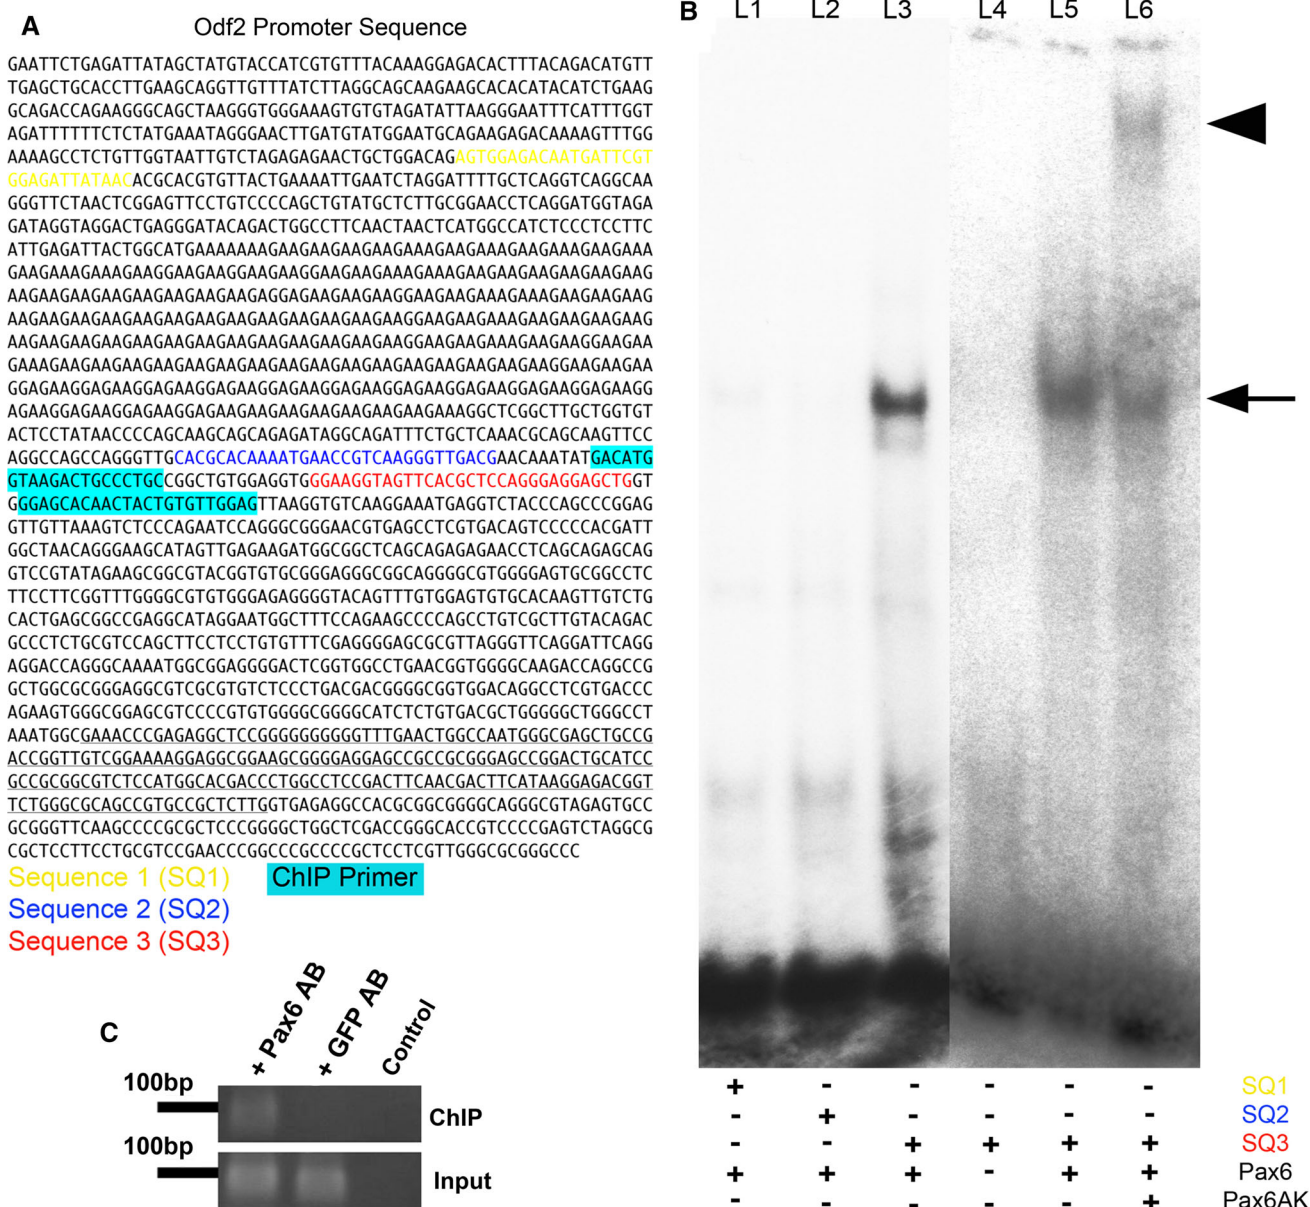 A
Odf2 Promoter Sequence
GAATTCTGAGATTATAGCTATGTACCATCGTGTTTACAAAGGAGACACTTTACAGACATGTT
TGAGCTGCACCTTGAAGCAGGTTGTTTATCTTAGGCAGCAAGAAGCACACATACATCTGAAG
GCAGACCAGAAGGGCAGCTAAGGGTGGGAAAGTGTGTAGATATTAAGGGAATTTCATTTGGT
AGATTTTTTCTCTATGAAATAGGGAACTTGATGTATGGAATGCAGAAGAGACAAAAGTTTGG
AAAAGCCTCTGTTGGTAATTGTCTAGAGAGAACTGCTGGACAGAGTGGAGACAATGATTCGT
GGAGATTATAACACGCACGTGTTACTGAAAATTGAATCTAGGATTTTGCTCAGGTCAGGCAA
GGGTTCTAACTCGGAGTTCCTGTCCCCAGCTGTATGCTCTTGCGGAACCTCAGGATGGTAGA
GATAGGTAGGACTGAGGGATACAGACTGGCCTTCAACTAACTCATGGCCATCTCCCTCCTTC
ATTGAGATTACTGGCATGAAAAAAAGAAGAAGAAGAAGAAAGAAGAAAGAAGAAAGAAGAAA
GAAGAAAGAAAGAAGGAAGAAGGAAGAAGGAAGAAGAAAGAAAGAAGAAGAAGAAGAAGAAG
AAGAAGAAGAAGAAGAAGAAGAAGAGGAGAAGAAGGAAGAAGAAGAAAGAAAGAAGAAGAAG
AAGAAGAAGAAGAAGAAGAAGAAGAAGAAGAAGAAGAAGGAAGAAGAAAGAAGAAGAAGAAG
AAGAAGAAGAAGAAGAAGAAGAAGAAGAAGAAGAAGGAAGAAGAAAGAAGAAGAAGGAAGAA
GAAAGAAGAAGAAGAAGAAGAAGAAGAAGAAGAAGAAGAAGAAGAAGAAGAAGGAAGAAGAA
GGAGAAGGAGAAGGAGAAGGAGAAGGAGAAGGAGAAGGAGAAGGAGAAGGAGAAGGAGAAGG
AGAAGGAGAAGGAGAAGGAGAAGAAGAAGAAGAAGAAGAAGAAAGGCTCGGCTTGCTGGTGT
ACTCCTATAACCCCAGCAAGCAGCAGAGATAGGCAGATTTCTGCTCAAACGCAGCAAGTTCC
AGGCCAGCCAGGGTTGCACGCACAAAATGAACCGTCAAGGGTTGACGAACAAATATGACATG
GTAAGACTGCCCTGCCGGCTGTGGAGGTGGGAAGGTAGTTCACGCTCCAGGGAGGAGCTGGT
GGGAGCACAACTACTGTGTTGGAGTTAAGGTGTCAAGGAAATGAGGTCTACCCAGCCCGGAG
GTTGTTAAAGTCTCCCAGAATCCAGGGCGGGAACGTGAGCCTCGTGACAGTCCCCCACGATT
GGCTAACAGGGAAGCATAGTTGAGAAGATGGCGGCTCAGCAGAGAGAACCTCAGCAGAGCAG
GTCCGTATAGAAGCGGCGTACGGTGTGCGGGAGGGCGGCAGGGGCGTGGGGAGTGCGGCCTC
TTCCTTCGGTTTGGGGCGTGTGGGAGAGGGGTACAGTTTGTGGAGTGTGCACAAGTTGTCTG
CACTGAGCGGCCGAGGCATAGGAATGGCTTTCCAGAAGCCCCAGCCTGTCGCTTGTACAGAC
GCCCTCTGCGTCCAGCTTCCTCCTGTGTTTCGAGGGGAGCGCGTTAGGGTTCAGGATTCAGG
AGGACCAGGGCAAAATGGCGGAGGGGACTCGGTGGCCTGAACGGTGGGGCAAGACCAGGCCG
GCTGGCGCGGGAGGCGTCGCGTGTCTCCCTGACGACGGGGCGGTGGACAGGCCTCGTGACCC
AGAAGTGGGCGGAGCGTCCCCGTGTGGGGCGGGGCATCTCTGTGACGCTGGGGGCTGGGCCT
AAATGGCGAAACCCGAGAGGCTCCGGGGGGGGGGTTTGAACTGGCCAATGGGCGAGCTGCCG
ACCGGTTGTCGGAAAAGGAGGCGGAAGCGGGGAGGAGCCGCCGCGGGAGCCGGACTGCATCC
GCCGCGGCGTCTCCATGGCACGACCCTGGCCTCCGACTTCAACGACTTCATAAGGAGACGGT
TCTGGGCGCAGCCGTGCCGCTCTTGGTGAGAGGCCACGCGGCGGGGCAGGGCGTAGAGTGCC
GCGGGTTCAAGCCCCGCGCTCCCGGGGCTGGCTCGACCGGGCACCGTCCCCGAGTCTAGGCG
CGCTCCTTCCTGCGTCCGAACCCGGCCCGCCCCGCTCCTCGTTGGGCGCGGGCCC
Sequence 1 (SQ1)
ChIP Primer
Sequence 2 (SQ2)
Sequence 3 (SQ3)
B
L1 L2 L3 L4 L5 L6
+ - - - - - SQ1
- + - - - - SQ2
- - + + + + SQ3
+ + + - + + Pax6
- - - - - + Pax6AK
C
+ Pax6 AB
+ GFP AB
Control
100bp
ChIP
100bp
Input